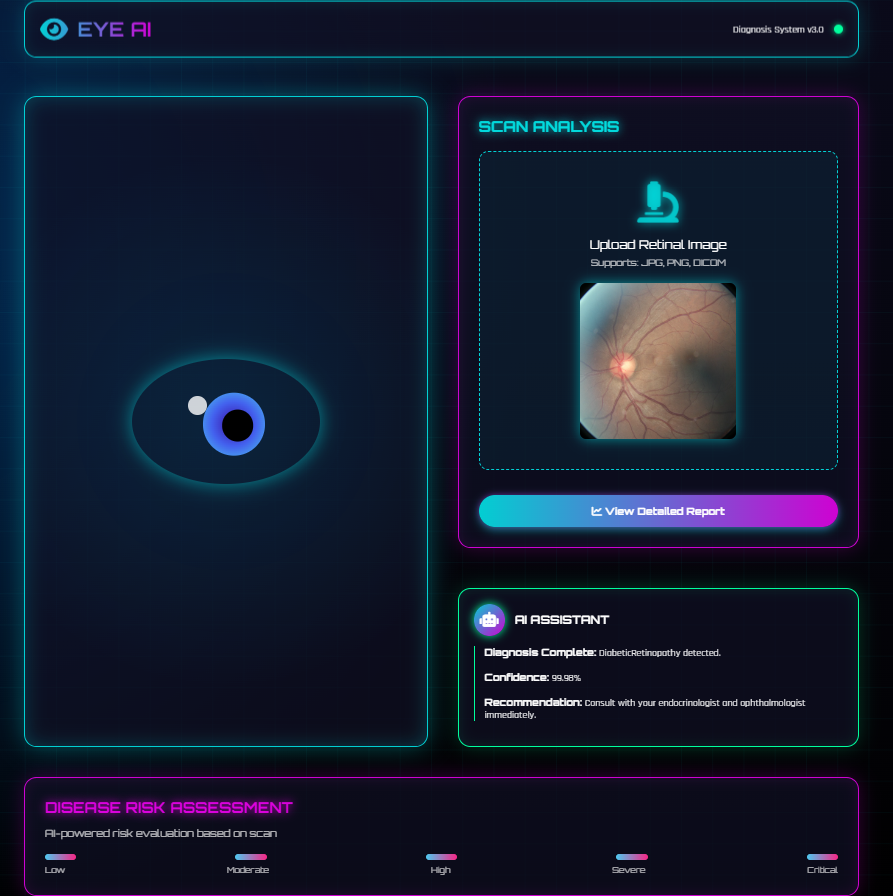 EYE AI
Diagnosis System v3.0
SCAN ANALYSIS
Upload Retinal Image
Supports: JPG, PNG, DICOM
View Detailed Report
AI ASSISTANT
Diagnosis Complete: DiabeticRetinopathy detected.
Confidence: 99.98%
Recommendation: Consult with your endocrinologist and ophthalmologist
immediately.
DISEASE RISK ASSESSMENT
AI-powered risk evaluation based on scan
Low
Moderate
High
Severe
Critical